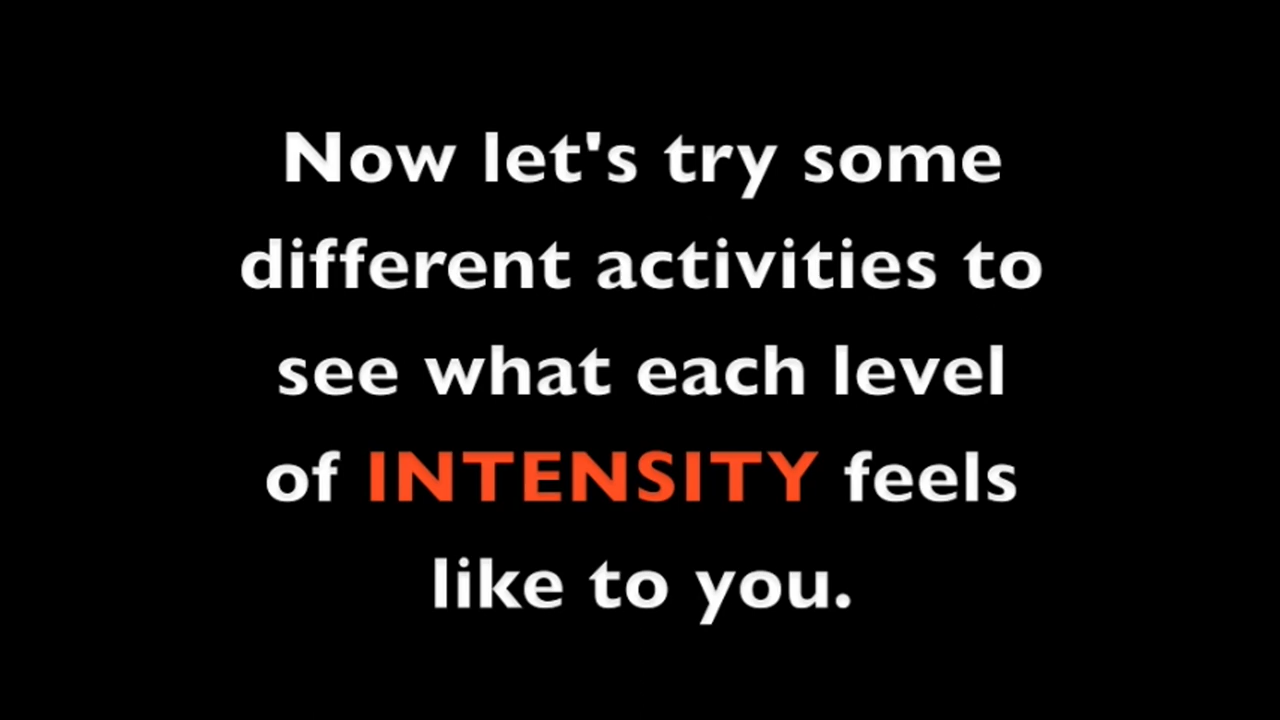 Now let's try some
different activities to
see what each level
of INTENSITY feels
like to you.